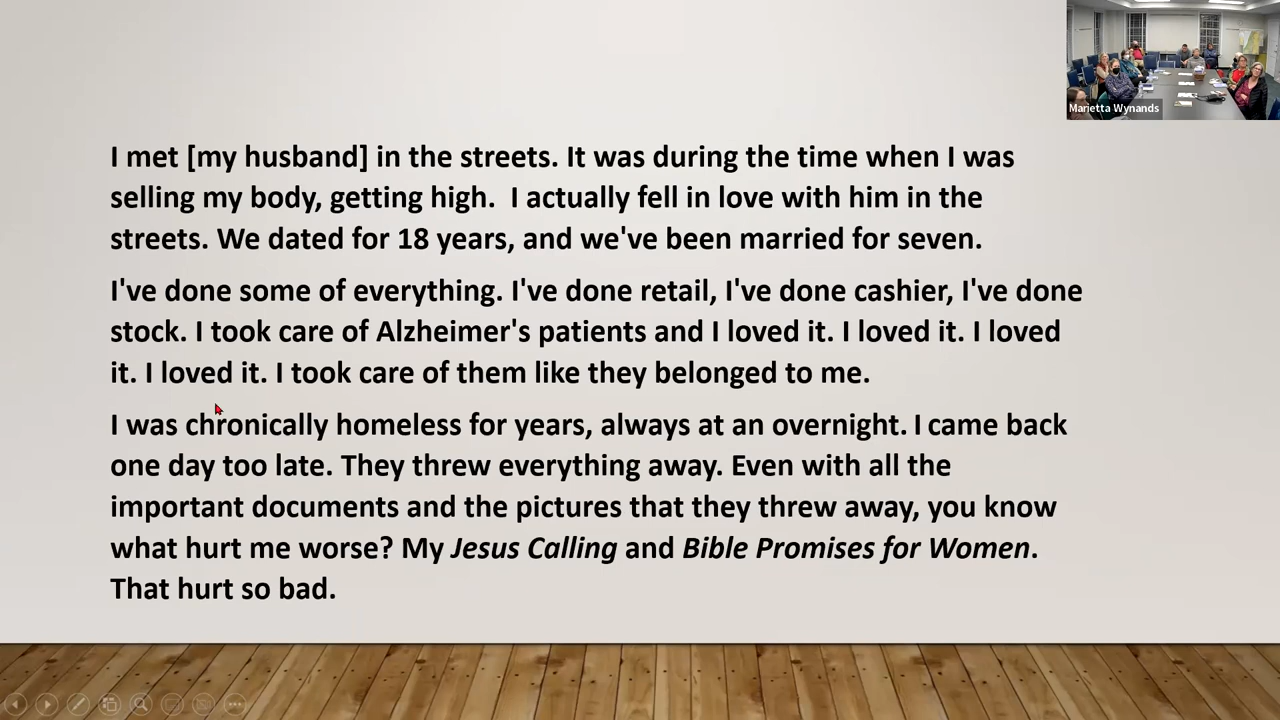 Marietta Wynands
I met [my husband] in the streets. It was during the time when I was
selling my body, getting high.  I actually fell in love with him in the
streets. We dated for 18 years, and we've been married for seven.
I've done some of everything. I've done retail, I've done cashier, I've done
stock. I took care of Alzheimer's patients and I loved it. I loved it. I loved
it. I loved it. I took care of them like they belonged to me.
I was chronically homeless for years, always at an overnight. I came back
one day too late. They threw everything away. Even with all the
important documents and the pictures that they threw away, you know
what hurt me worse? My Jesus Calling and Bible Promises for Women.
That hurt so bad.